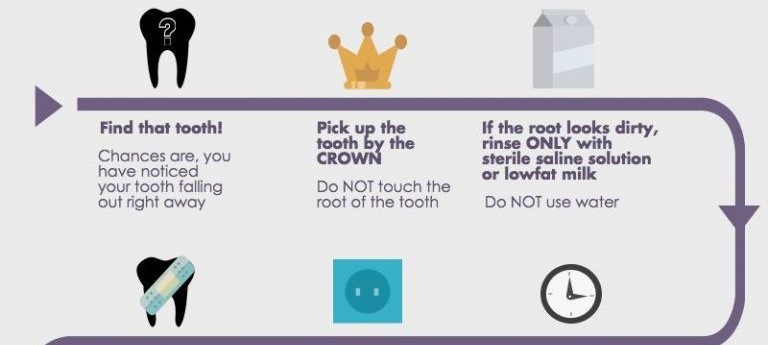 ?
Find that tooth!
Chances are, you
have noticed
your tooth falling
out right away
Pick up the
tooth by the
CROWN
Do NOT touch the
root of the tooth
If the root looks dirty,
rinse ONLY with
sterile saline solution
or lowfat milk
Do NOT use water